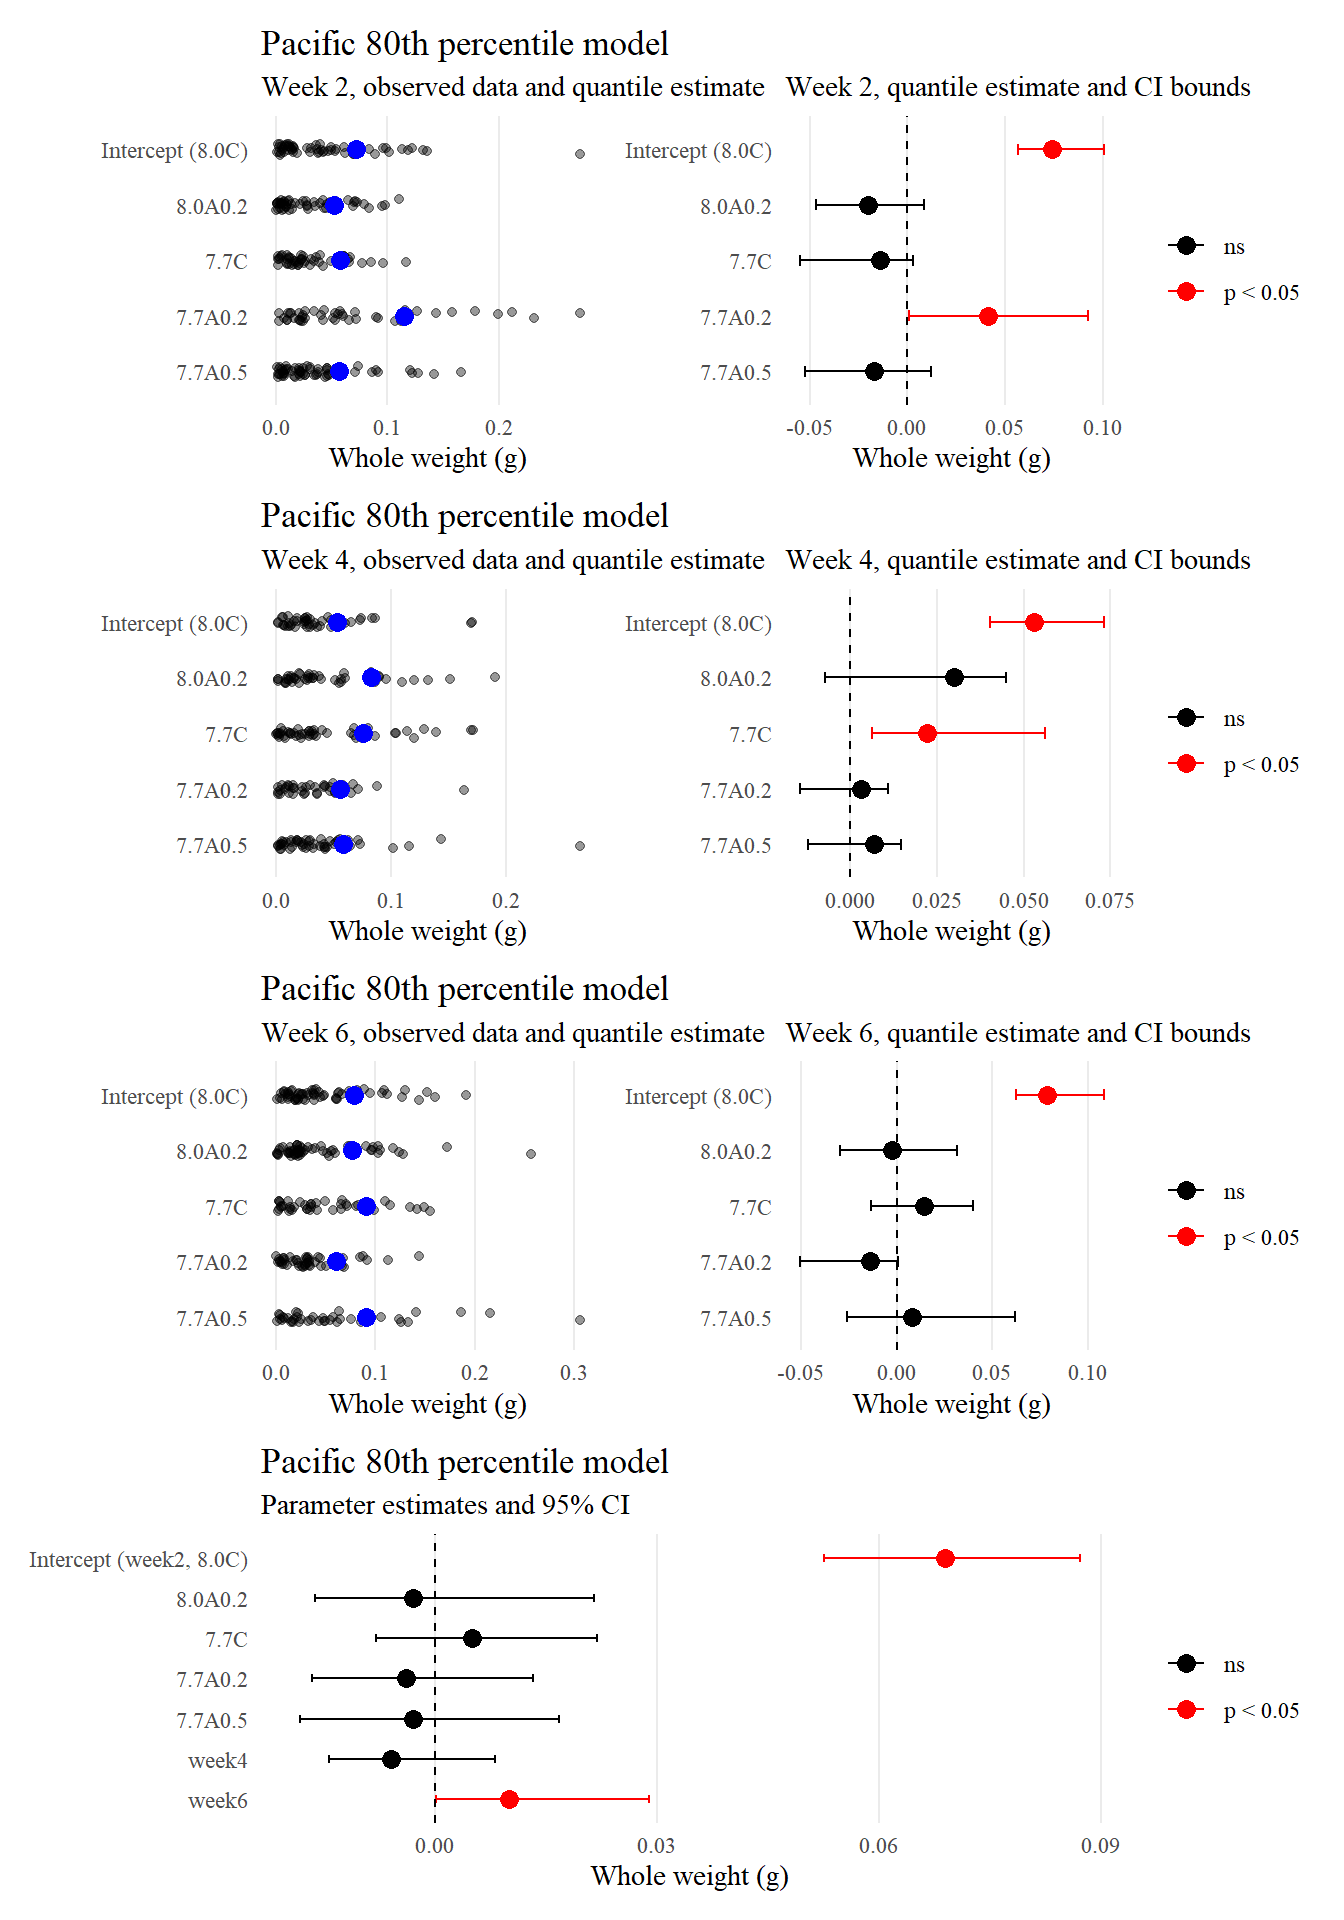 Pacific 80th percentile model
Week 2, observed data and quantile estimate
Intercept (8.0C)
8.0A0.2
7.7C
7.7A0.2
7.7A0.5
0.0 0.1 0.2
Whole weight (g)
Week 2, quantile estimate and CI bounds
Intercept (8.0C)
8.0A0.2
7.7C
7.7A0.2
7.7A0.5
-0.05 0.00 0.05 0.10
Whole weight (g)
ns
p < 0.05
Pacific 80th percentile model
Week 4, observed data and quantile estimate
Intercept (8.0C)
8.0A0.2
7.7C
7.7A0.2
7.7A0.5
0.0 0.1 0.2
Whole weight (g)
Week 4, quantile estimate and CI bounds
Intercept (8.0C)
8.0A0.2
7.7C
7.7A0.2
7.7A0.5
0.000 0.025 0.050 0.075
Whole weight (g)
ns
p < 0.05
Pacific 80th percentile model
Week 6, observed data and quantile estimate
Intercept (8.0C)
8.0A0.2
7.7C
7.7A0.2
7.7A0.5
0.0 0.1 0.2 0.3
Whole weight (g)
Week 6, quantile estimate and CI bounds
Intercept (8.0C)
8.0A0.2
7.7C
7.7A0.2
7.7A0.5
-0.05 0.00 0.05 0.10
Whole weight (g)
ns
p < 0.05
Pacific 80th percentile model
Parameter estimates and 95% CI
Intercept (week2, 8.0C)
8.0A0.2
7.7C
7.7A0.2
7.7A0.5
week4
week6
0.00 0.03 0.06 0.09
Whole weight (g)
ns
p < 0.05